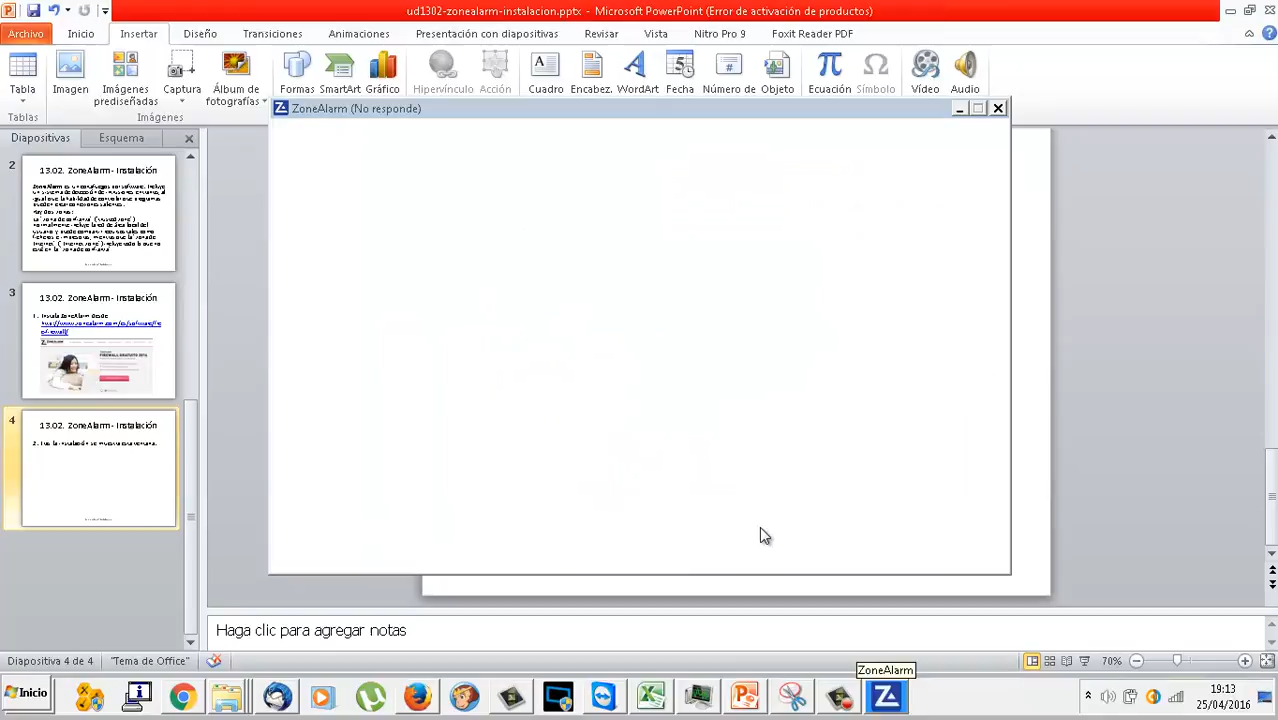 ud1302-zonealarm-instalacion.pptx - Microsoft PowerPoint (Error de activación de productos)
Archivo Inicio Insertar Diseño Transiciones Animaciones Presentación con diapositivas Revisar Vista Nitro Pro 9 Foxit Reader PDF
Tabla Imagen Imágenes prediseñadas Captura Álbum de fotografías Formas SmartArt Gráfico Hipervínculo Acción Cuadro Encabez. WordArt Fecha Número de Objeto Ecuación Símbolo Vídeo Audio
Tablas Imágenes
ZoneAlarm (No responde)
Diapositivas Esquema
2
13.02. ZoneAlarm- Instalación
3
13.02. ZoneAlarm- Instalación
1. Instala ZoneAlarm desde
4
13.02. ZoneAlarm- Instalación
Haga clic para agregar notas
Diapositiva 4 de 4 "Tema de Office" 70%
ZoneAlarm
Inicio
19:13
25/04/2016